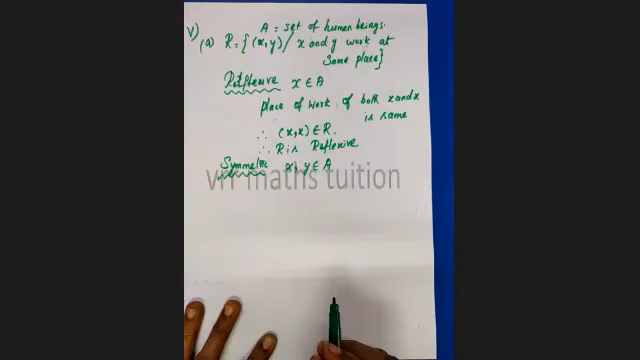 V) A = set of human beings.
(a) R = { (x, y) / x and y work at
same place}
Reflexive x ∈ A
place of work of both x and x
is same
∴ (x, x) ∈ R.
∴ R is Reflexive
Symmetric x, y ∈ A
vh maths tuition